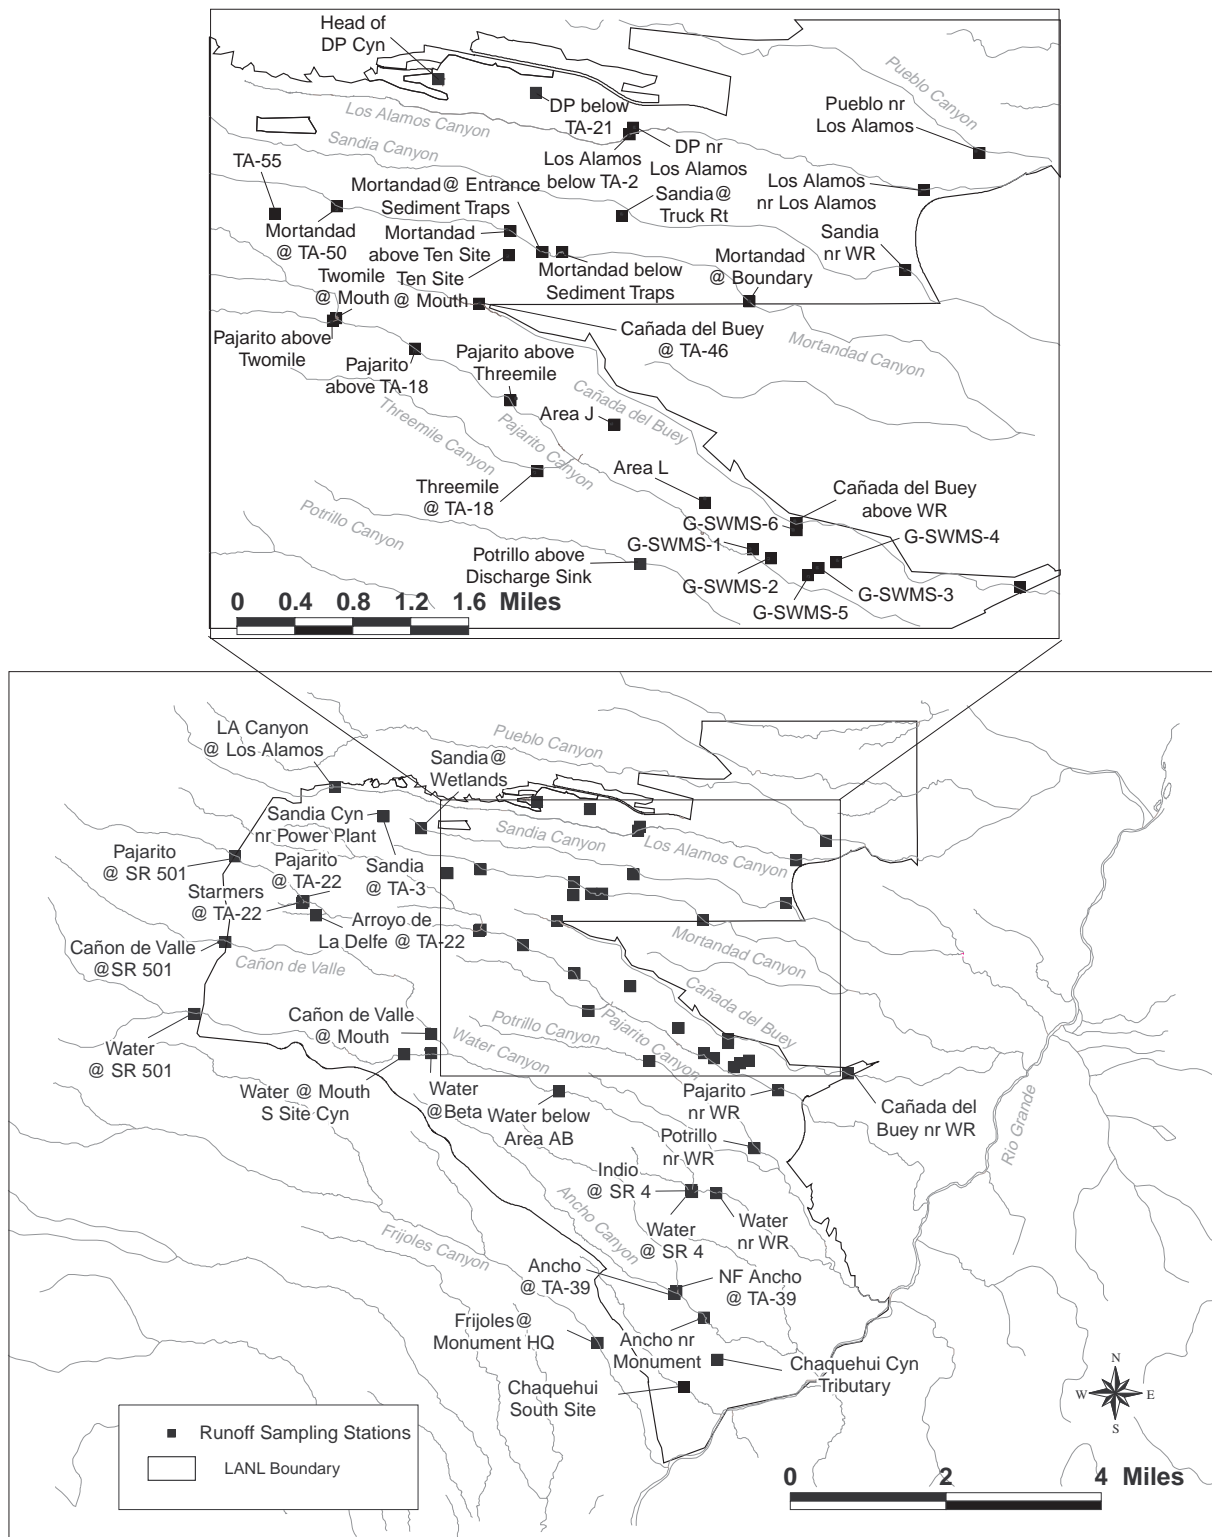 Head of
DP Cyn
Pueblo Canyon
Los Alamos Canyon
DP below
TA-21
Pueblo nr
Los Alamos
Sandia Canyon
TA-55
Los Alamos
below TA-2
DP nr
Los Alamos
Mortandad@ Entrance
Sediment Traps
Sandia@
Truck Rt
Los Alamos
nr Los Alamos
Mortandad
@ TA-50
Mortandad
above Ten Site
Sandia
nr WR
Twomile
@ Mouth
Ten Site
@ Mouth
Mortandad below
Sediment Traps
Mortandad
@ Boundary
Pajarito above
Twomile
Pajarito
above TA-18
Pajarito above
Threemile
Cañada del Buey
@ TA-46
Mortandad Canyon
Cañada del Buey
Threemile Canyon
Pajarito Canyon
Area J
Area L
Threemile
@ TA-18
Cañada del Buey
above WR
Potrillo Canyon
G-SWMS-6
G-SWMS-1
G-SWMS-4
Potrillo above
Discharge Sink
G-SWMS-2
G-SWMS-3
G-SWMS-5
0 0.4 0.8 1.2 1.6 Miles
LA Canyon
@ Los Alamos
Pueblo Canyon
Sandia@
Wetlands
Sandia Cyn
nr Power Plant
Sandia Canyon
Los Alamos Canyon
Pajarito
@ SR 501
Pajarito
@ TA-22
Sandia
@ TA-3
Starmers
@ TA-22
Arroyo de
La Delfe @ TA-22
Cañon de Valle
@SR 501
Cañon de Valle
Mortandad Canyon
Cañada del Buey
Cañon de Valle
@ Mouth
Potrillo Canyon
Pajarito Canyon
Water Canyon
Water
@ SR 501
Water @ Mouth
S Site Cyn
Water
@Beta
Water below
Area AB
Pajarito
nr WR
Cañada del
Buey nr WR
Potrillo
nr WR
Rio Grande
Indio
@ SR 4
Water
@ SR 4
Water
nr WR
Ancho Canyon
Frijoles Canyon
Ancho
@ TA-39
NF Ancho
@ TA-39
Frijoles@
Monument HQ
Ancho nr
Monument
Chaquehui Cyn
Tributary
Chaquehui
South Site
N
W E
S
Runoff Sampling Stations
LANL Boundary
0 2 4 Miles